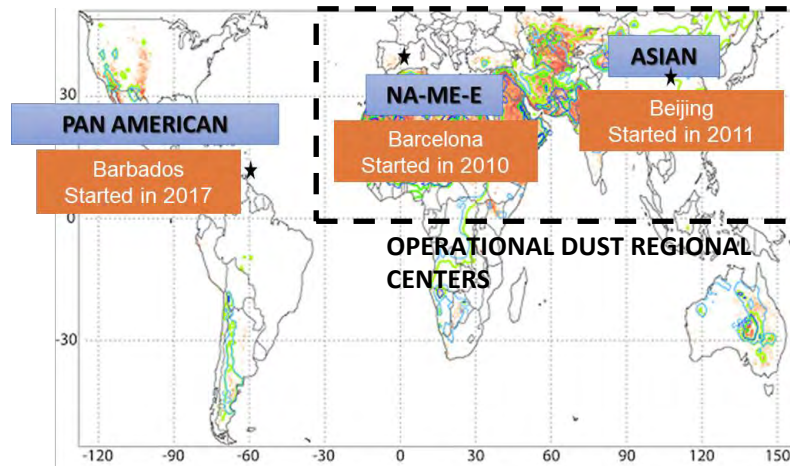 ASIAN
NA-ME-E
Beijing
Started in 2011
PAN AMERICAN
Barcelona
Started in 2010
Barbados
Started in 2017
OPERATIONAL DUST REGIONAL
CENTERS
30
0
-30
-120
-90
-60
-30
0
30
60
90
120
150